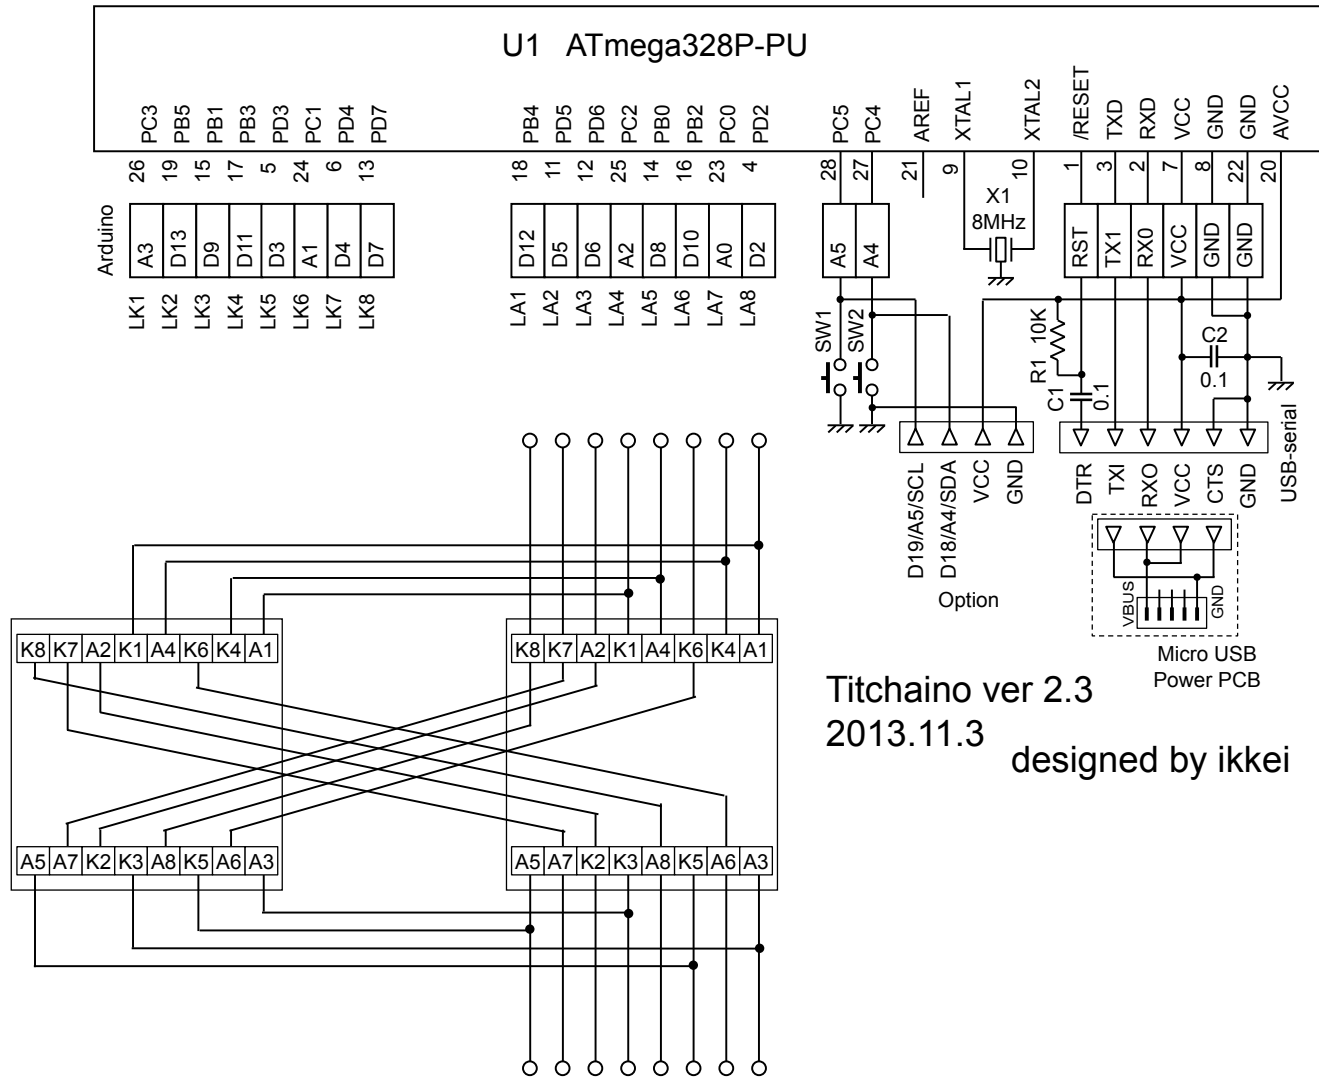 U1 ATmega328P-PU
PC3 PB5 PB1 PB3 PD3 PC1 PD4 PD7
PB4 PD5 PD6 PC2 PB0 PB2 PC0 PD2
PC5 PC4 AREF XTAL1 XTAL2 /RESET TXD RXD VCC GND GND AVCC
26 19 15 17 5 24 6 13
18 11 12 25 14 16 23 4
28 27 21 9 10 1 3 2 7 8 22 20
X1
8MHz
Arduino
A3 D13 D9 D11 D3 A1 D4 D7
D12 D5 D6 A2 D8 D10 A0 D2
A5 A4
RST TX1 RX0 VCC GND GND
LK1 LK2 LK3 LK4 LK5 LK6 LK7 LK8
LA1 LA2 LA3 LA4 LA5 LA6 LA7 LA8
SW1 SW2
R1 10K
C2
0.1
C1
0.1
D19/A5/SCL D18/A4/SDA VCC GND
Option
DTR TXI RXO VCC CTS GND
USB-serial
VBUS GND
Micro USB
Power PCB
K8 K7 A2 K1 A4 K6 K4 A1
K8 K7 A2 K1 A4 K6 K4 A1
Titchaino ver 2.3
2013.11.3
designed by ikkei
A5 A7 K2 K3 A8 K5 A6 A3
A5 A7 K2 K3 A8 K5 A6 A3